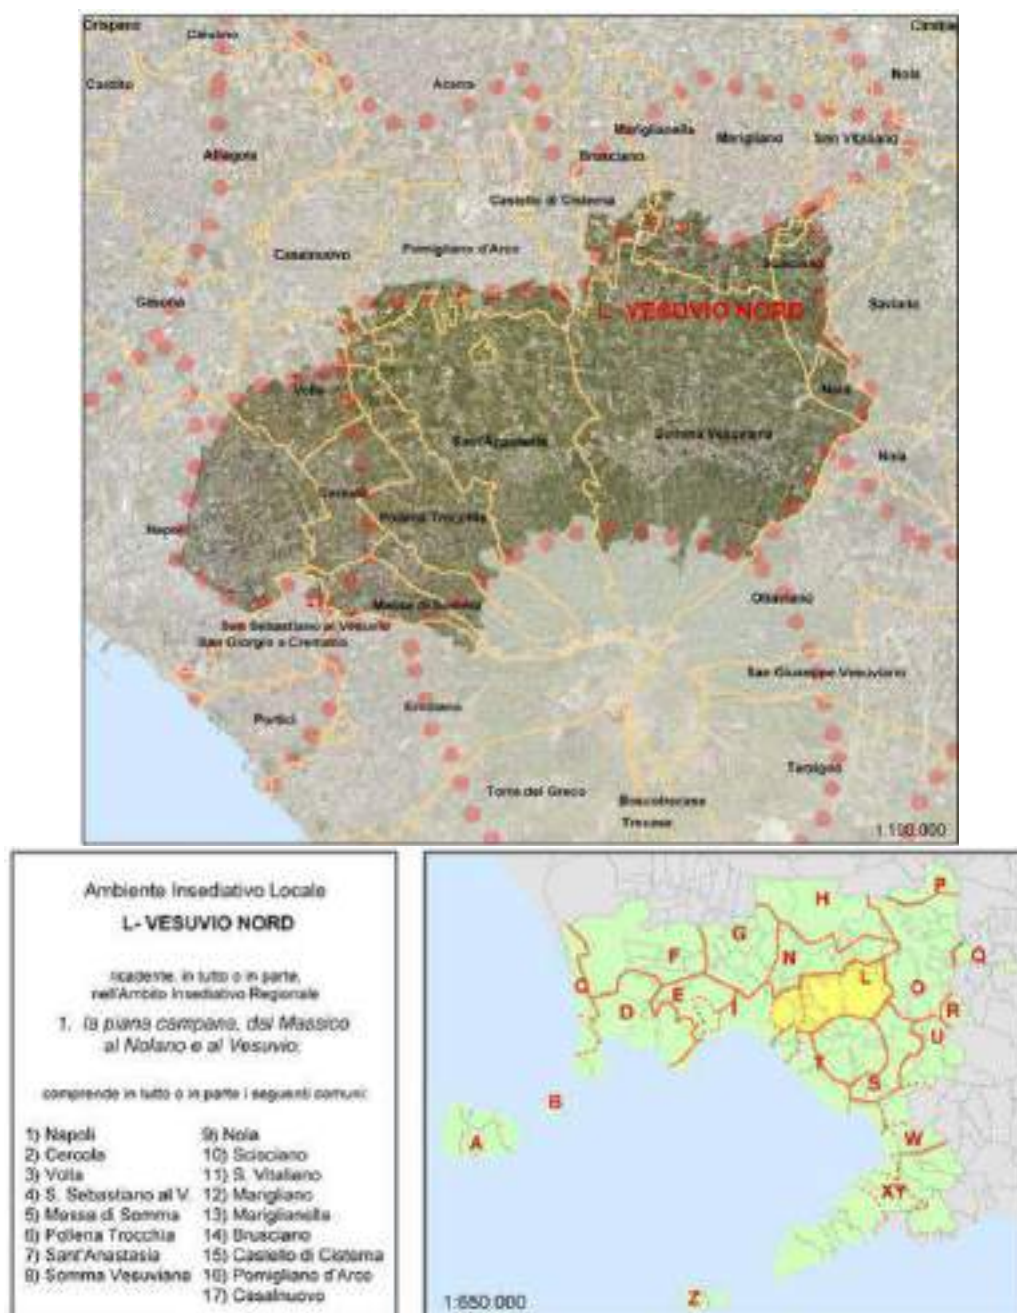 Crispano
Caivano
Cimitile
Nola
Cardito
Acerra
Mariglianella
Marigliano
San Vitaliano
Afragola
Brusciano
Castello di Cisterna
Casalnuovo
Pomigliano d'Arco
Scisciano
L - VESUVIO NORD
Saviano
Volla
Nola
Sant'Anastasia
Somma Vesuviana
Nola
Cercola
Pollena Trocchia
Napoli
Massa di Somma
Ottaviano
San Sebastiano al Vesuvio
San Giorgio a Cremano
San Giuseppe Vesuviano
Portici
Ercolano
Terzigno
Torre del Greco
Boscotrecase
Trecase
1:100.000
Ambiente Insediativo Locale
L- VESUVIO NORD
ricadente, in tutto o in parte,
nell'Ambito Insediativo Regionale
1. la piana campana, dal Massico
al Nolano e al Vesuvio;
comprende in tutto o in parte i seguenti comuni:
1) Napoli
2) Cercola
3) Volla
4) S. Sebastiano al V.
5) Massa di Somma
6) Pollena Trocchia
7) Sant'Anastasia
8) Somma Vesuviana
9) Nola
10) Scisciano
11) S. Vitaliano
12) Marigliano
13) Mariglianella
14) Brusciano
15) Castello di Cisterna
16) Pomigliano d'Arco
17) Casalnuovo
P
H
G
F
N
Q
L
C
E
O
D
I
R
U
T
S
B
A
W
XY
Z
1:650.000